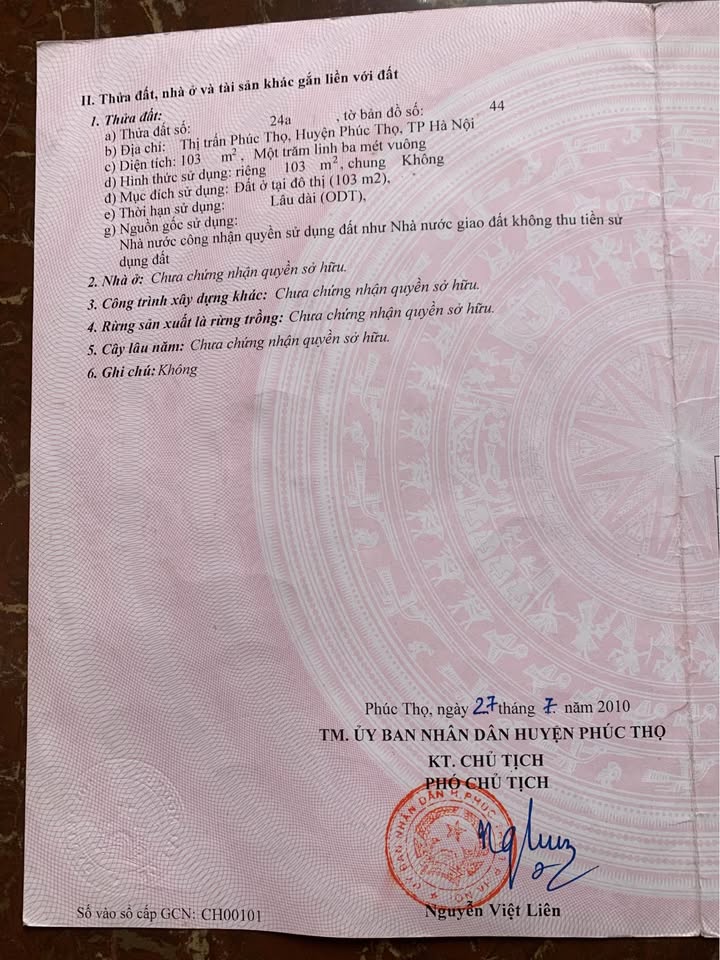 II. Thửa đất, nhà ở và tài sản khác gắn liền với đất
1. Thửa đất:
a) Thửa đất số: 24a , tờ bản đồ số: 44
b) Địa chỉ: Thị trấn Phúc Thọ, Huyện Phúc Thọ, TP Hà Nội
c) Diện tích: 103 m², Một trăm linh ba mét vuông
d) Hình thức sử dụng: riêng 103 m², chung Không
đ) Mục đích sử dụng: Đất ở tại đô thị (103 m2),
e) Thời hạn sử dụng: Lâu dài (ODT),
g) Nguồn gốc sử dụng:
Nhà nước công nhận quyền sử dụng đất như Nhà nước giao đất không thu tiền sử
dụng đất
2. Nhà ở: Chưa chứng nhận quyền sở hữu.
3. Công trình xây dựng khác: Chưa chứng nhận quyền sở hữu.
4. Rừng sản xuất là rừng trồng: Chưa chứng nhận quyền sở hữu.
5. Cây lâu năm: Chưa chứng nhận quyền sở hữu.
6. Ghi chú: Không
Phúc Thọ, ngày 27 tháng 7 năm 2010
TM. ỦY BAN NHÂN DÂN HUYỆN PHÚC THỌ
KT. CHỦ TỊCH
PHÓ CHỦ TỊCH
BAN NHÂN DÂN H. PHÚC
Nguyễn Việt Liên
Số vào sổ cấp GCN: CH00101